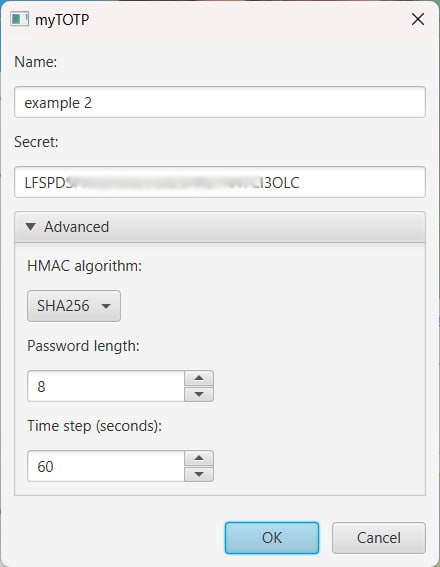 myTOTP
Name:
example 2
Secret:
LFSPDS
I3OLC
Advanced
HMAC algorithm:
SHA256
Password length:
8
Time step (seconds):
60
OK
Cancel